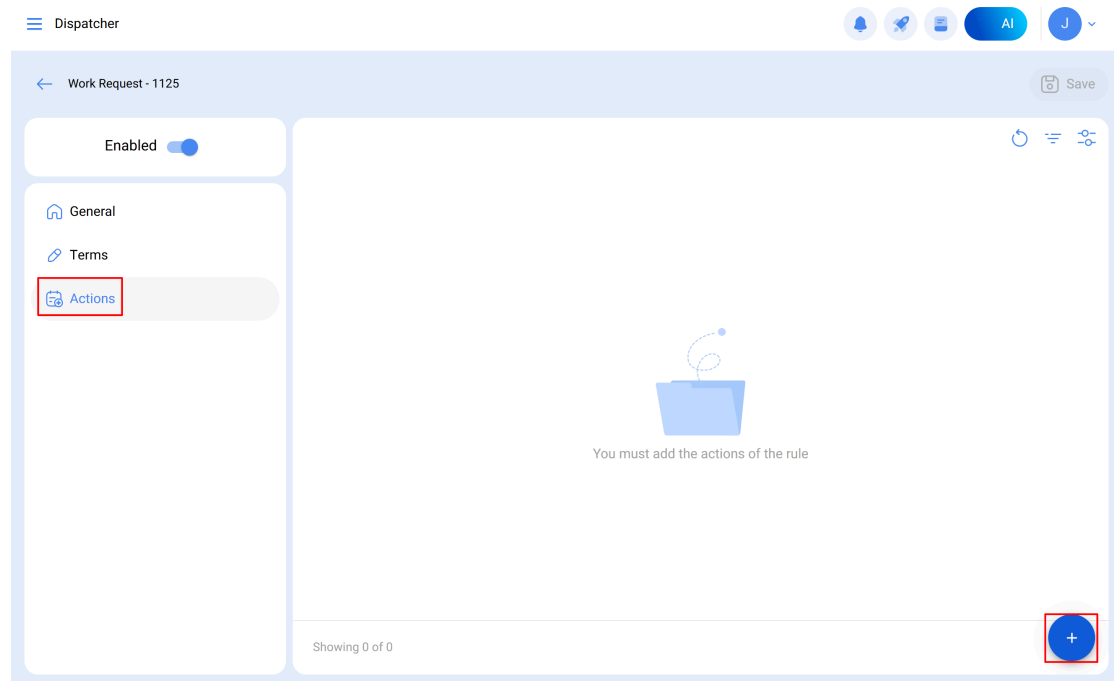 Dispatcher
AI
J
Work Request - 1125
Save
Enabled
General
Terms
Actions
You must add the actions of the rule
Showing 0 of 0
+